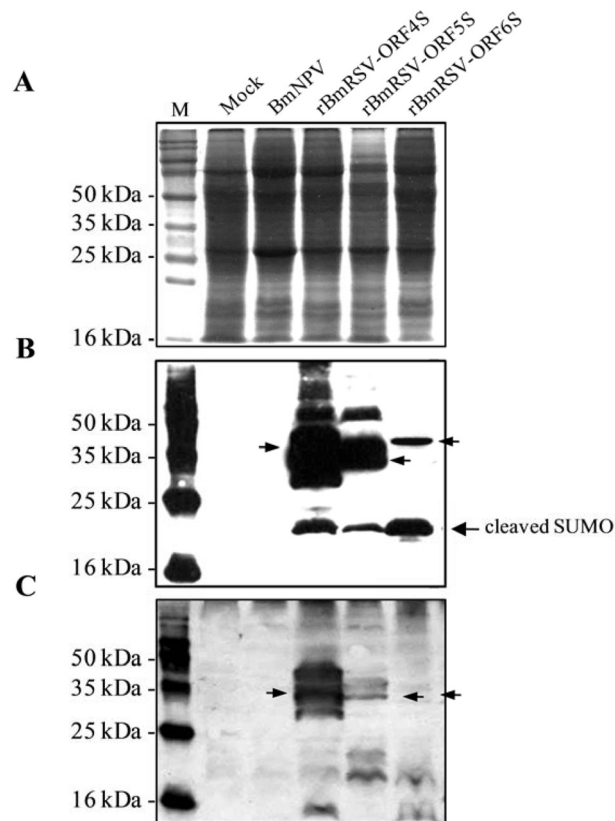 A
M
Mock
BmNPV
rBmRSV-ORF4S
rBmRSV-ORF5S
rBmRSV-ORF6S
50 kDa -
35 kDa -
25 kDa -
16 kDa -
B
50 kDa -
35 kDa -
25 kDa -
16 kDa -
cleaved SUMO
C
50 kDa -
35 kDa -
25 kDa -
16 kDa -